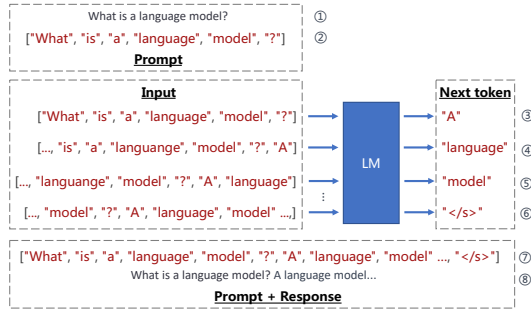 What is a language model? ①
["What", "is", "a", "language", "model", "?"] ②
Prompt
Input
Next token
["What", "is", "a", "language", "model", "?"] "A" ③
[..., "is", "a", "languange", "model", "?", "A"] "language" ④
LM
[..., "languange", "model", "?", "A", "language"] "model" ⑤
⋮
[..., "model", "?", "A", "language", "model" ...,] "</s>" ⑥
["What", "is", "a", "language", "model", "?", "A", "language", "model" ..., "</s>"] ⑦
What is a language model? A language model... ⑧
Prompt + Response